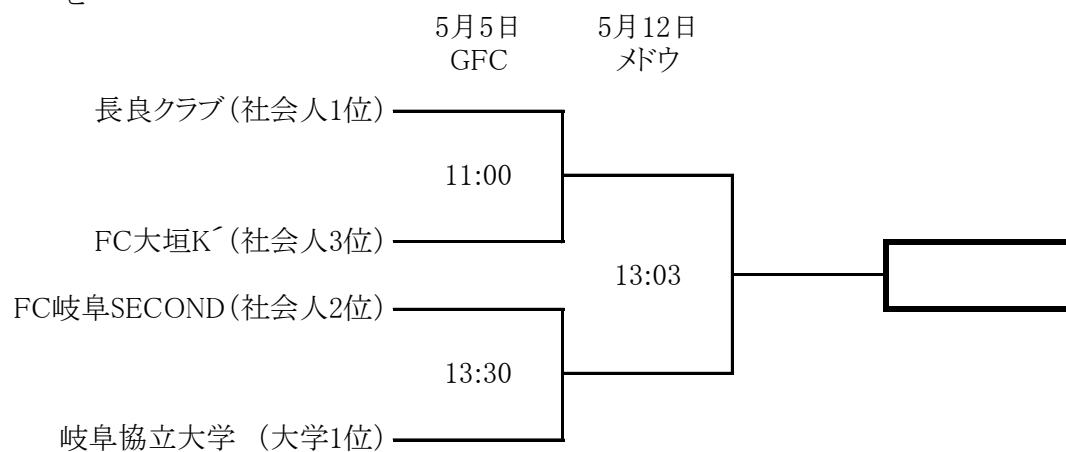 5月5日 5月12日
GFC メドウ
長良クラブ(社会人1位)
11:00
FC大垣K´(社会人3位)
13:03
FC岐阜SECOND(社会人2位)
13:30
岐阜協立大学 (大学1位)